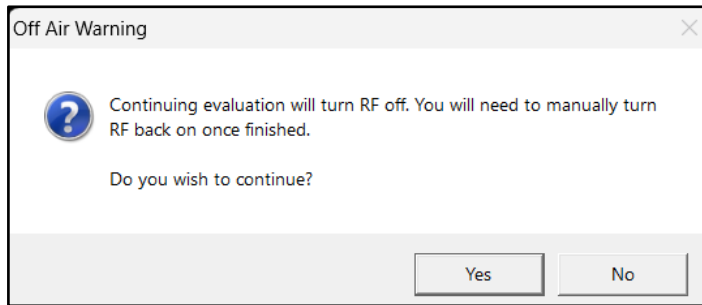 Off Air Warning
Continuing evaluation will turn RF off. You will need to manually turn
RF back on once finished.
Do you wish to continue?
Yes
No